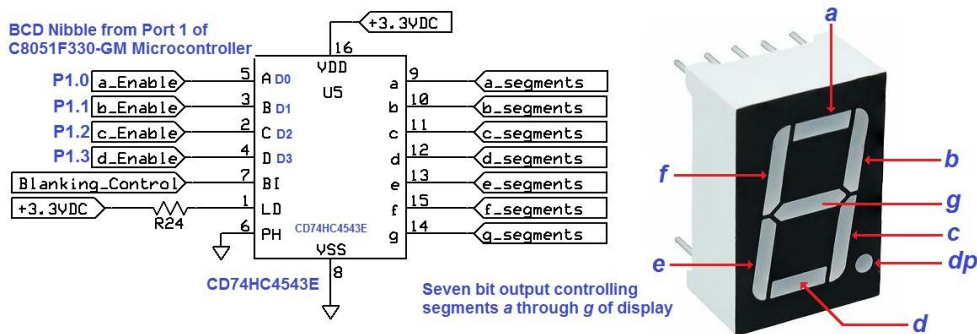 BCD Nibble from Port 1 of
C8051F330-GM Microcontroller
+3.3VDC
16
VDD
U5
P1.0 a_Enable 5 A D0
P1.1 b_Enable 3 B D1
P1.2 c_Enable 2 C D2
P1.3 d_Enable 4 D D3
Blanking_Control 7 BI
+3.3VDC R24 1 LD
6 PH
a 9 a_segments
b 10 b_segments
c 11 c_segments
d 12 d_segments
e 13 e_segments
f 15 f_segments
g 14 g_segments
CD74HC4543E
VSS
8
CD74HC4543E
Seven bit output controlling
segments a through g of display
a
b
f
g
c
e
dp
d